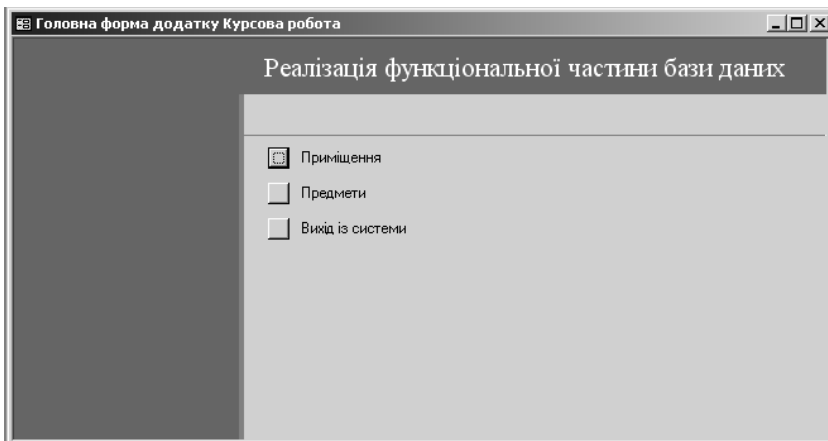 Головна форма додатку Курсова робота
Реалізація функціональної частини бази даних
Приміщення
Предмети
Вихід із системи